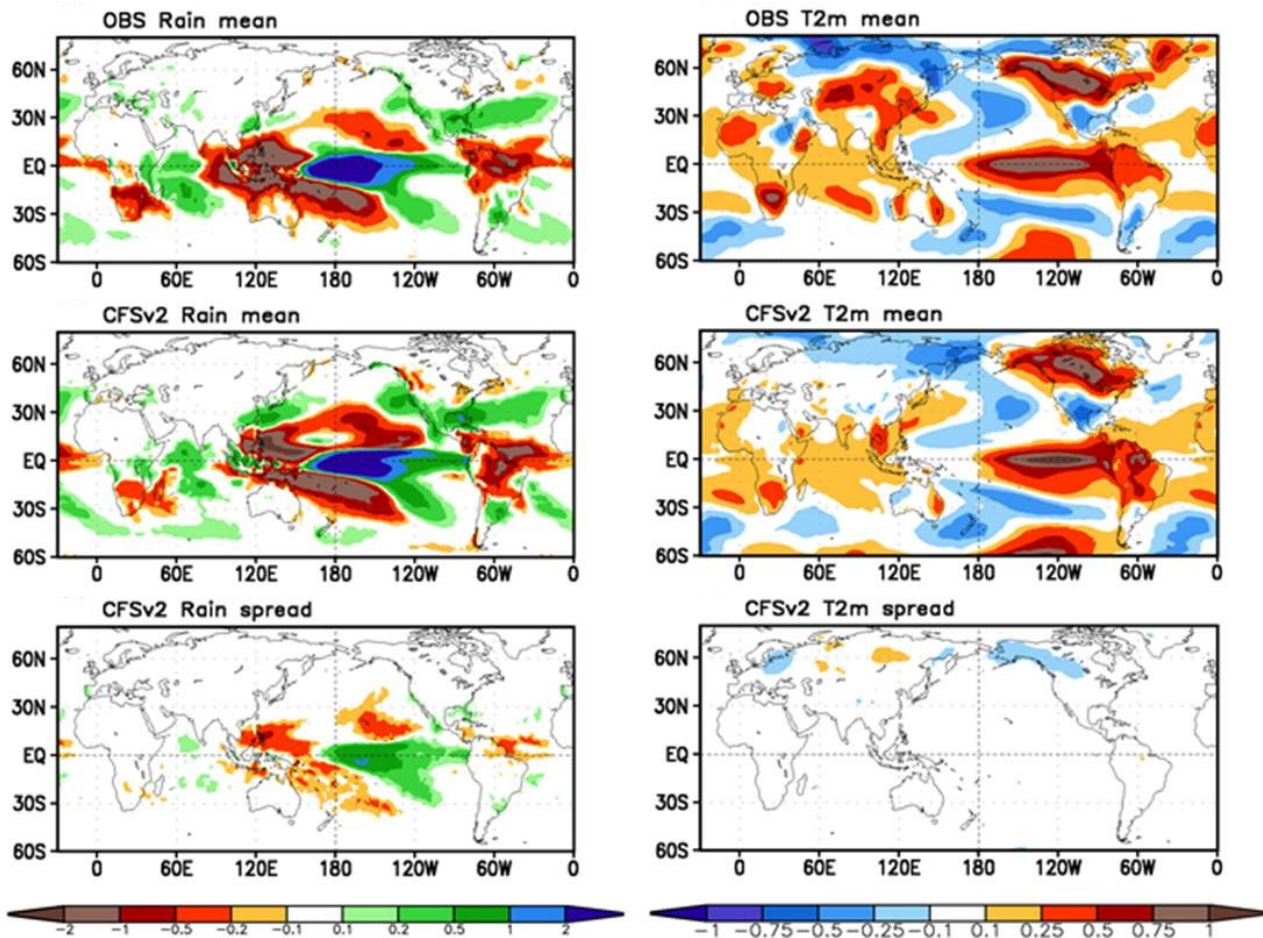 OBS Rain mean
60N
30N
EQ
30S
60S
0 60E 120E 180 120W 60W 0
OBS T2m mean
60N
30N
EQ
30S
60S
0 60E 120E 180 120W 60W 0
CFSv2 Rain mean
60N
30N
EQ
30S
60S
0 60E 120E 180 120W 60W 0
CFSv2 T2m mean
60N
30N
EQ
30S
60S
0 60E 120E 180 120W 60W 0
CFSv2 Rain spread
60N
30N
EQ
30S
60S
0 60E 120E 180 120W 60W 0
CFSv2 T2m spread
60N
30N
EQ
30S
60S
0 60E 120E 180 120W 60W 0
-2 -1 -0.5 -0.2 -0.1 0.1 0.2 0.5 1 2
-1 -0.75 -0.5 -0.25 -0.1 0.1 0.25 0.5 0.75 1